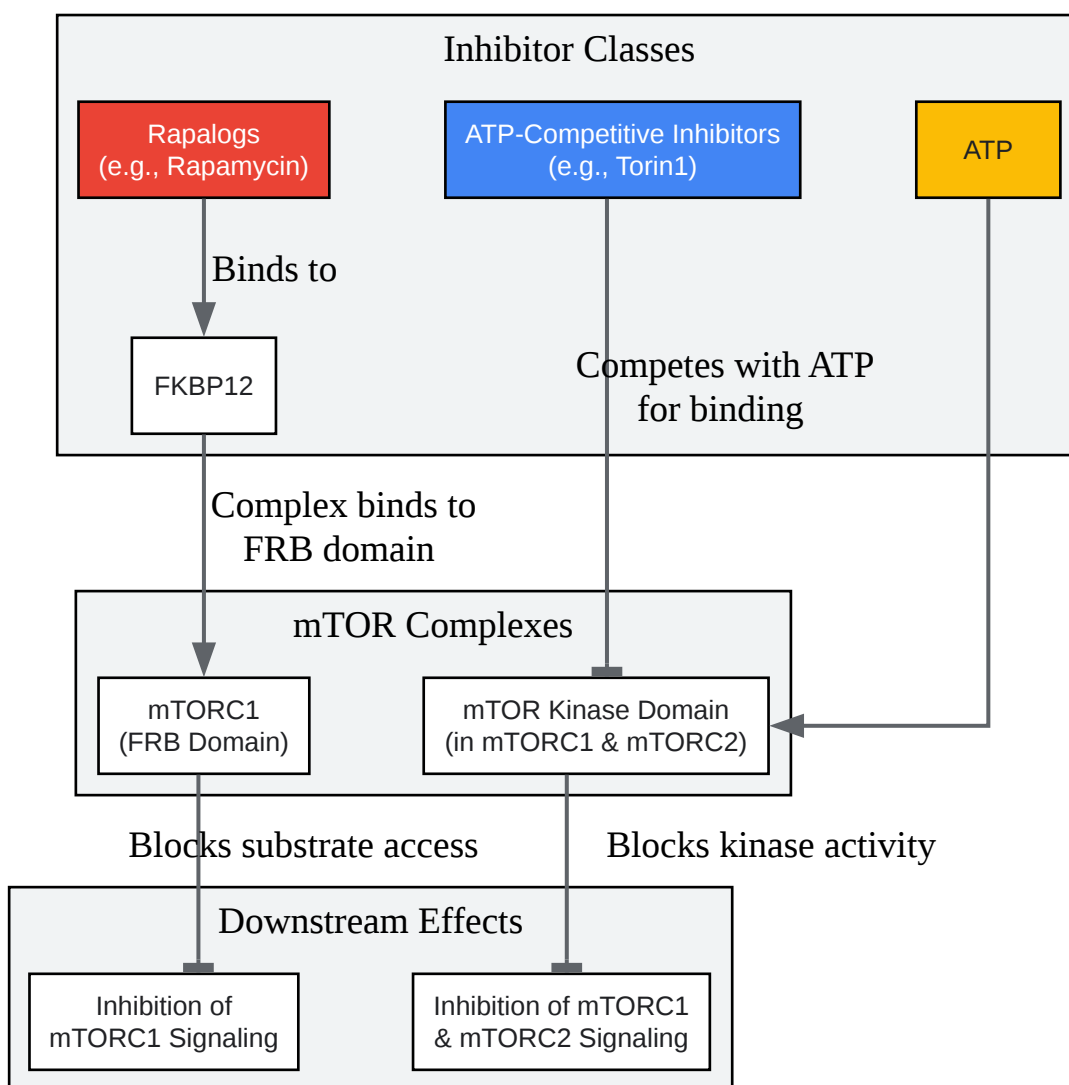 Inhibitor Classes
Rapalogs
(e.g., Rapamycin)
ATP-Competitive Inhibitors
(e.g., Torin1)
ATP
Binds to
FKBP12
Competes with ATP
for binding
Complex binds to
FRB domain
mTOR Complexes
mTORC1
(FRB Domain)
mTOR Kinase Domain
(in mTORC1 & mTORC2)
Blocks substrate access
Blocks kinase activity
Downstream Effects
Inhibition of
mTORC1 Signaling
Inhibition of mTORC1
& mTORC2 Signaling